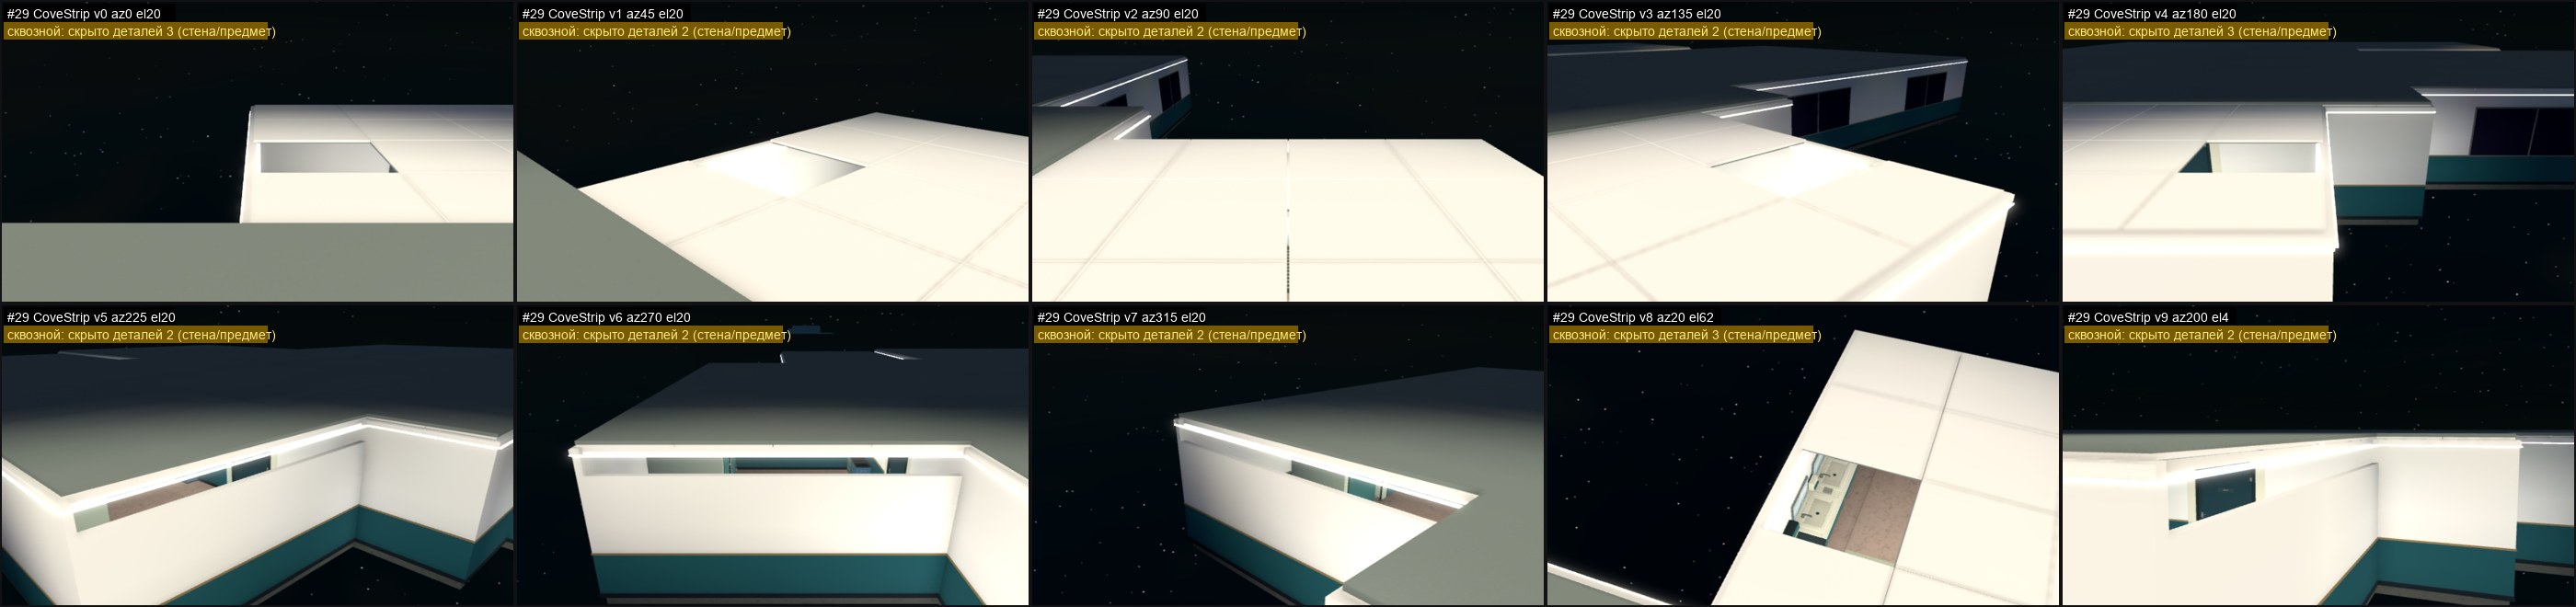 #29 CoveStrip v0 az0 el20
сквозной: скрыто деталей 3 (стена/предмет)
#29 CoveStrip v1 az45 el20
сквозной: скрыто деталей 2 (стена/предмет)
#29 CoveStrip v2 az90 el20
сквозной: скрыто деталей 2 (стена/предмет)
#29 CoveStrip v3 az135 el20
сквозной: скрыто деталей 2 (стена/предмет)
#29 CoveStrip v4 az180 el20
сквозной: скрыто деталей 3 (стена/предмет)
#29 CoveStrip v5 az225 el20
сквозной: скрыто деталей 2 (стена/предмет)
#29 CoveStrip v6 az270 el20
сквозной: скрыто деталей 2 (стена/предмет)
#29 CoveStrip v7 az315 el20
сквозной: скрыто деталей 2 (стена/предмет)
#29 CoveStrip v8 az20 el62
сквозной: скрыто деталей 3 (стена/предмет)
#29 CoveStrip v9 az200 el4
сквозной: скрыто деталей 2 (стена/предмет)